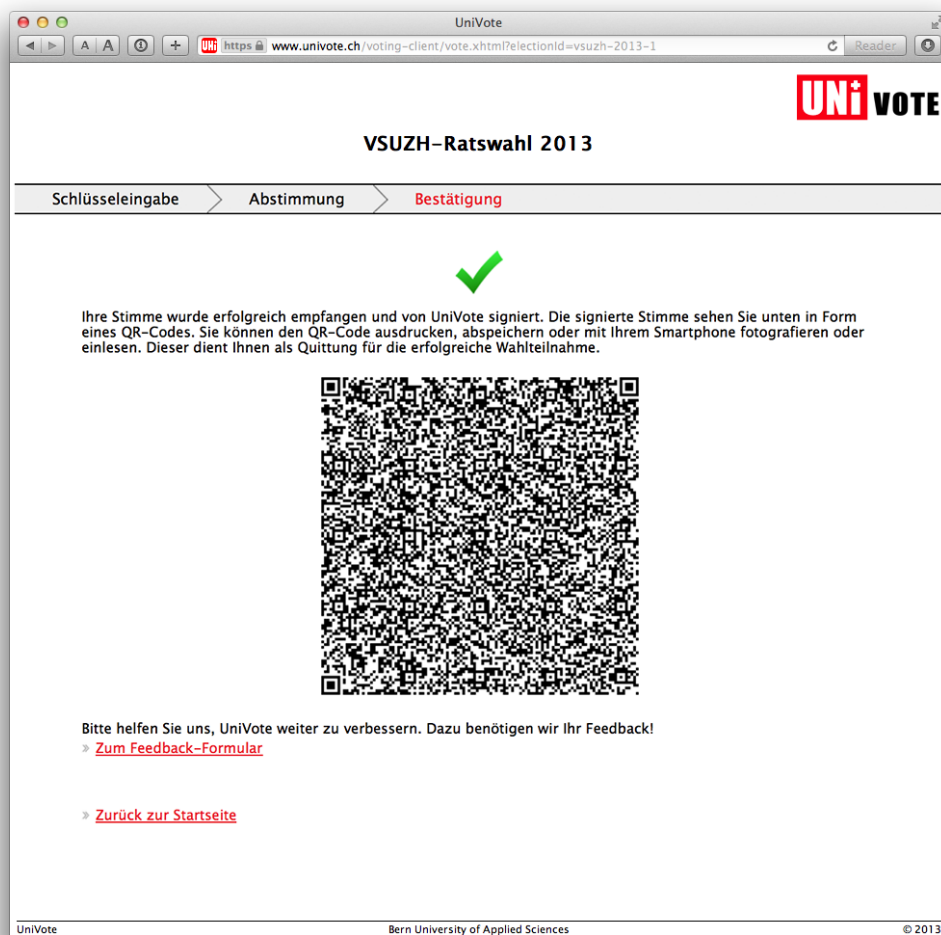 UniVote
A A
UNi https www.univote.ch/voting-client/vote.xhtml?electionId=vsuzh-2013-1 Reader
UNi VOTE
VSUZH-Ratswahl 2013
Schlüsseleingabe Abstimmung Bestätigung
Ihre Stimme wurde erfolgreich empfangen und von UniVote signiert. Die signierte Stimme sehen Sie unten in Form
eines QR-Codes. Sie können den QR-Code ausdrucken, abspeichern oder mit Ihrem Smartphone fotografieren oder
einlesen. Dieser dient Ihnen als Quittung für die erfolgreiche Wahlteilnahme.
Bitte helfen Sie uns, UniVote weiter zu verbessern. Dazu benötigen wir Ihr Feedback!
» Zum Feedback-Formular
» Zurück zur Startseite
UniVote Bern University of Applied Sciences © 2013